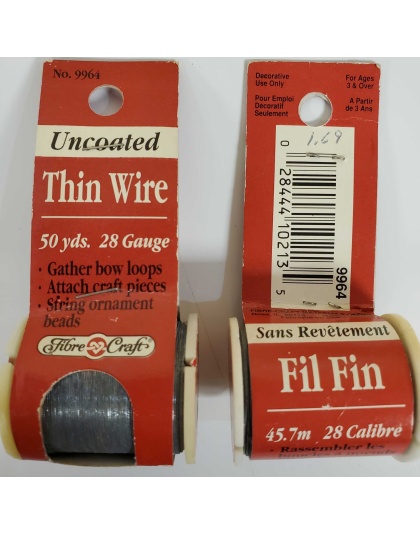 No. 9964
Uncoated
Thin Wire
50 yds. 28 Gauge
· Gather bow loops
· Attach craft pieces
· String ornament
beads
Fibre Craft
Decorative
Use Only
For Ages
3 & Over
Pour Emploi
Décoratif
Seulement
A Partir
de 3 Ans
0 28444 10213 5
9964
Sans Revêtement
Fil Fin
45.7m 28 Calibre
· Rassembler les